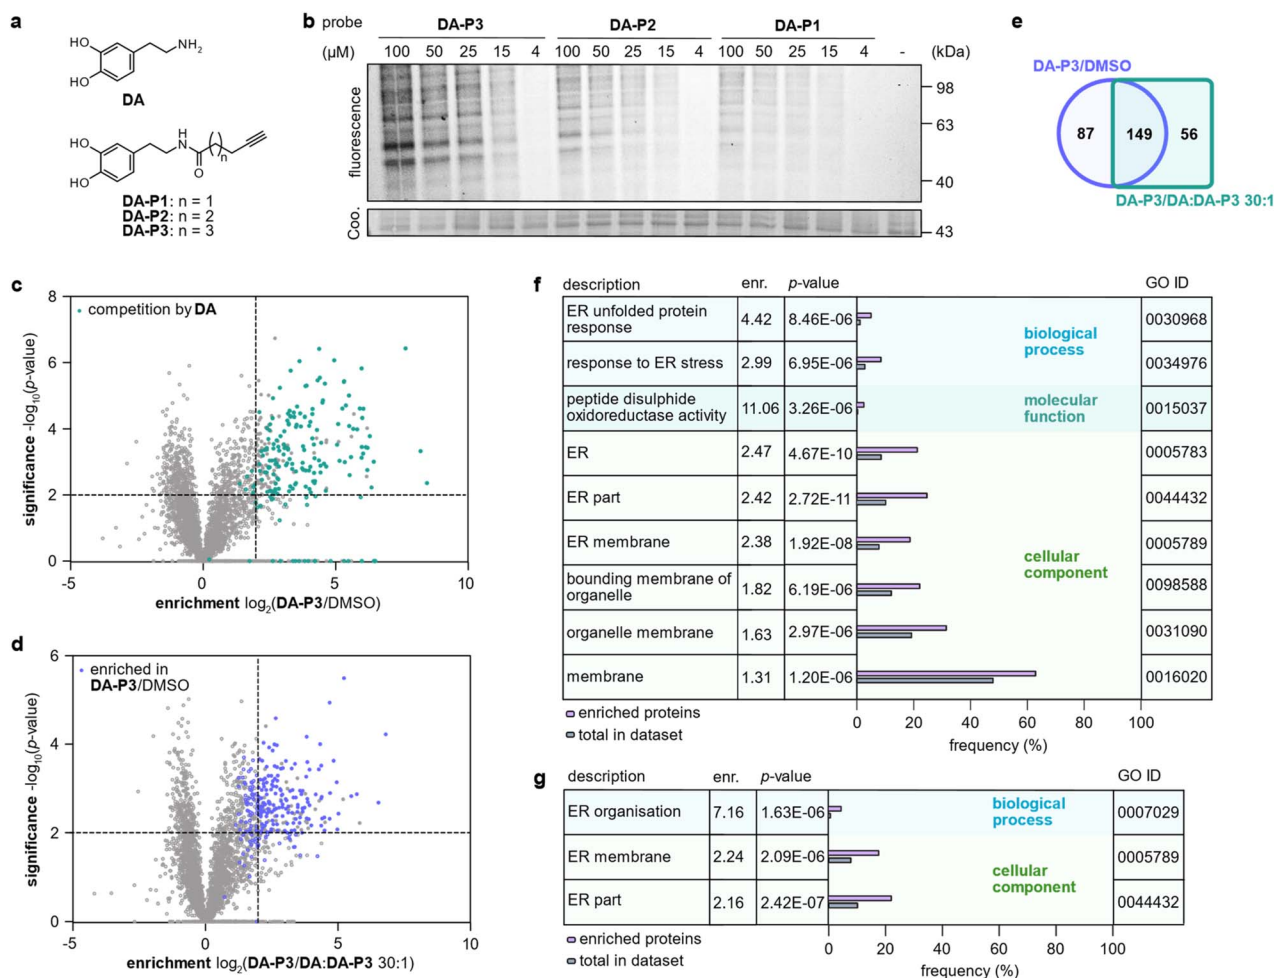 a
HO
HO
NH2
DA
HO
HO
H
N
O
n
DA-P1: n = 1
DA-P2: n = 2
DA-P3: n = 3
b probe DA-P3 DA-P2 DA-P1
(µM) 100 50 25 15 4 100 50 25 15 4 100 50 25 15 4 - (kDa)
fluorescence
98
63
40
Coo.
43
e
DA-P3/DMSO
87 149 56
DA-P3/DA:DA-P3 30:1
c
competition by DA
significance -log10(p-value)
8
6
4
2
0
-5 0 5 10
enrichment log2(DA-P3/DMSO)
d
enriched in
DA-P3/DMSO
significance -log10(p-value)
6
4
2
0
-5 0 5 10
enrichment log2(DA-P3/DA:DA-P3 30:1)
f description enr. p-value GO ID
ER unfolded protein
response 4.42 8.46E-06 0030968
response to ER stress 2.99 6.95E-06 0034976
biological
process
peptide disulphide
oxidoreductase activity 11.06 3.26E-06 0015037
molecular
function
ER 2.47 4.67E-10 0005783
ER part 2.42 2.72E-11 0044432
ER membrane 2.38 1.92E-08 0005789
cellular
component
bounding membrane of
organelle 1.82 6.19E-06 0098588
organelle membrane 1.63 2.97E-06 0031090
membrane 1.31 1.20E-06 0016020
enriched proteins
total in dataset
0 20 40 60 80 100
frequency (%)
g description enr. p-value GO ID
ER organisation 7.16 1.63E-06 0007029
biological
process
ER membrane 2.24 2.09E-06 0005789
cellular
component
ER part 2.16 2.42E-07 0044432
enriched proteins
total in dataset
0 20 40 60 80 100
frequency (%)